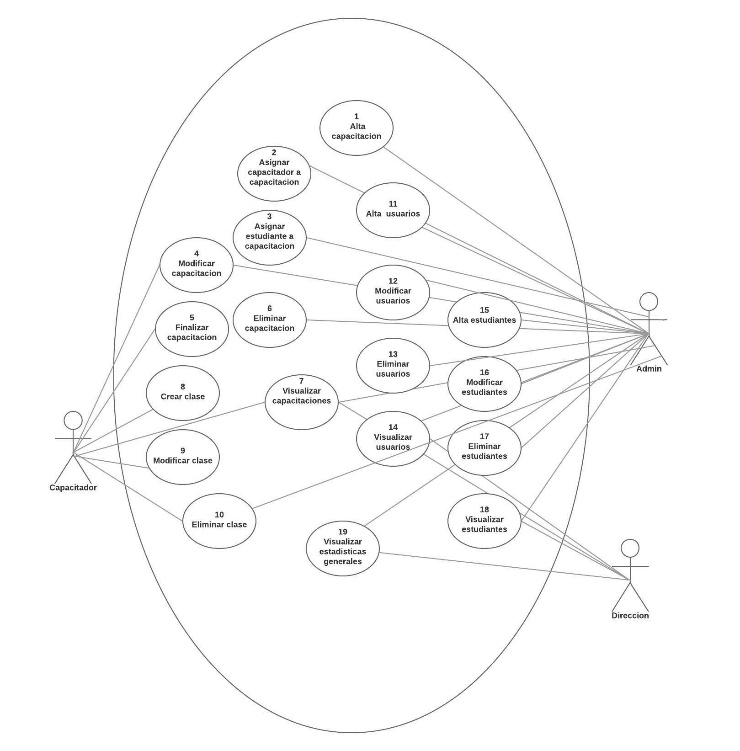 1
Alta
capacitacion
2
Asignar
capacitador a
capacitacion
11
Alta usuarios
3
Asignar
estudiante a
capacitacion
4
Modificar
capacitacion
12
Modificar
usuarios
5
Finalizar
capacitacion
6
Eliminar
capacitacion
15
Alta estudiantes
13
Eliminar
usuarios
Admin
16
Modificar
estudiantes
8
Crear clase
7
Visualizar
capacitaciones
14
Visualizar
usuarios
17
Eliminar
estudiantes
9
Modificar clase
Capacitador
10
Eliminar clase
18
Visualizar
estudiantes
19
Visualizar
estadisticas
generales
Direccion